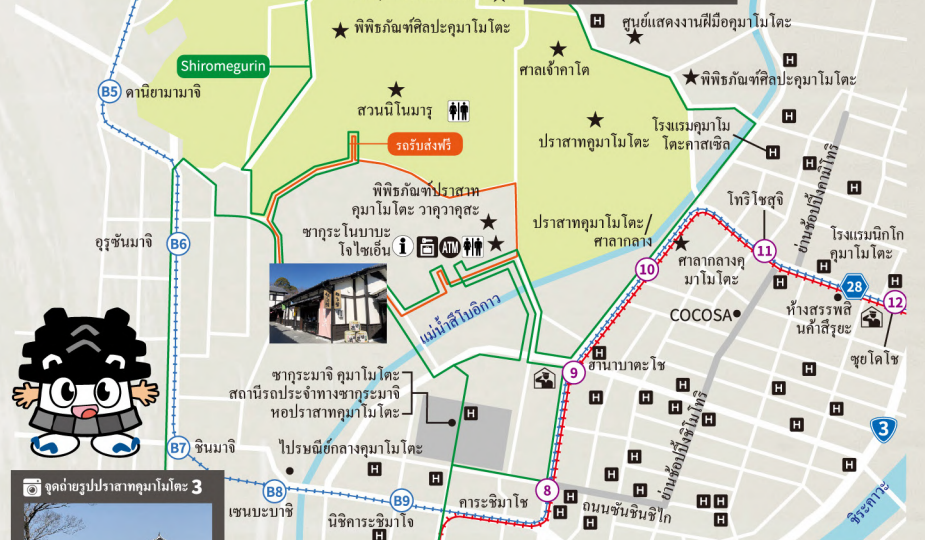 พิพิธภัณฑ์ศิลปะคุมาโมโตะ
ศูนย์แสดงงานฝีมือคุมาโมโตะ
H
Shiromegurin
ศาลเจ้าคาโต
H
พิพิธภัณฑ์ศิลปะคุมาโมโตะ
B5 ดานิยามามาจิ
สวนนิโนมารุ
H
รถรับส่งฟรี
ปราสาทคูมาโมโตะ
โรงแรมคุมาโม
โตะคาสเซิล
H
H
ย่านช้อปปิ้งคามิโทริ
พิพิธภัณฑ์ปราสาท
คุมาโมโตะ วาคุวาคุสะ
H
โทริโชสุจิ
ซากุระโนบาบะ
โจไซเอ็น
i
ATM
ปราสาทคุมาโมโตะ/
ศาลากลาง
อุรุซันมาจิ
B6
10
ศาลากลางคุ
มาโมโตะ
11
H
โรงแรมนิกโก
คุมาโมโตะ
H
H
28
12
แม่น้ำสึโบอิกาว
COCOSA
ห้างสรรพสิ
นค้าสึรุยะ
ซุยโดโช
H
9
ฮานาบาตะโช
ซากุระมาจิ คุมาโมโตะ
สถานีรถประจำทางซากุระมาจิ
หอปราสาทคุมาโมโตะ
H
H
H
H
H
H
H
H
3
ย่านช้อปปิ้งชิโมโทริ
B7 ชินมาจิ
ไปรษณีย์กลางคุมาโมโตะ
H
H
H
H
H
H
จุดถ่ายรูปปราสาทคุมาโมโตะ 3
B8
เซนบะบาชิ
B9
นิชิคาระชิมาโจ
คาระชิมาโช
8
H
H
H
H
H
H
H
ถนนซันชินชิไก
ชิระคาวะ
H